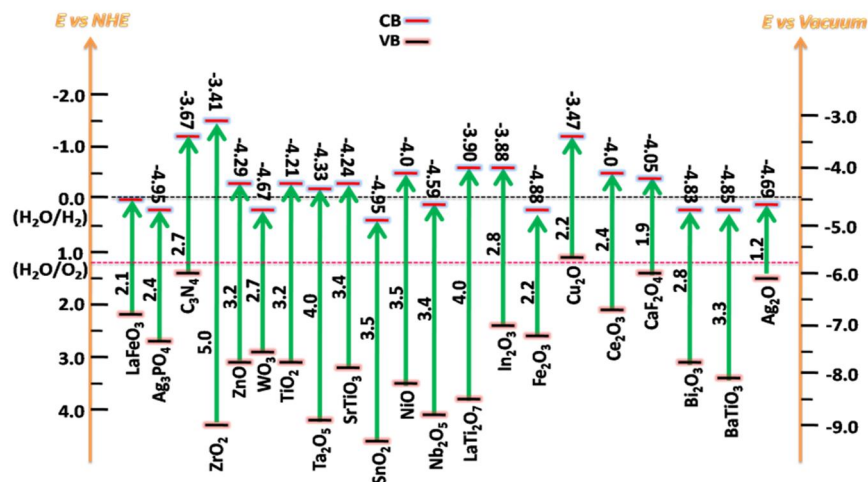 E vs NHE
CB
VB
E vs Vacuum
-2.0
-1.0
0.0
(H₂O/H₂)
1.0
(H₂O/O₂)
2.0
3.0
4.0
-3.0
-4.0
-5.0
-6.0
-7.0
-8.0
-9.0
2.1
LaFeO₃
-4.95
2.4
Ag₃PO₄
-3.67
2.7
C₃N₄
-3.41
5.0
ZrO₂
-4.29
3.2
ZnO
-4.67
2.7
WO₃
-4.21
3.2
TiO₂
-4.33
4.0
Ta₂O₅
-4.24
3.4
SrTiO₃
-4.95
3.5
SnO₂
-4.0
3.5
NiO
-4.59
3.4
Nb₂O₅
-3.90
4.0
LaTi₂O₇
-3.88
2.8
In₂O₃
-4.88
2.2
Fe₂O₃
-3.47
2.2
Cu₂O
-4.0
2.4
Ce₂O₃
-4.05
1.9
CaF₂O₄
-4.83
2.8
Bi₂O₃
-4.85
3.3
BaTiO₃
-4.69
1.2
Ag₂O